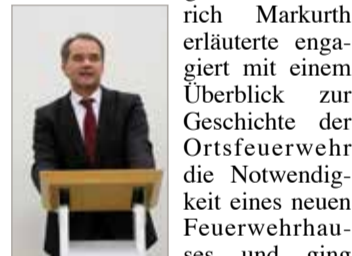 rich Markurth
erläuterte enga-
giert mit einem
Überblick zur
Geschichte der
Ortsfeuerwehr
die Notwendig-
keit eines neuen
Feuerwehrhau-
ses und ging